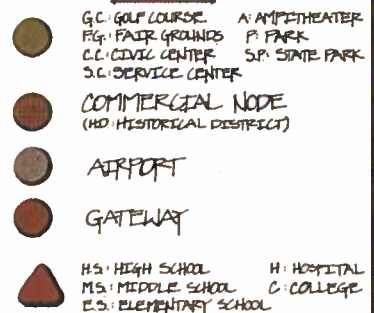 G.C.: GOLF COURSE A: AMPITHEATER
F.G.: FAIR GROUNDS P: PARK
C.C.: CIVIC CENTER S.P.: STATE PARK
S.C.: SERVICE CENTER
COMMERCIAL NODE
(HD: HISTORICAL DISTRICT)
AIRPORT
GATEWAY
H.S.: HIGH SCHOOL H: HOSPITAL
M.S.: MIDDLE SCHOOL C: COLLEGE
E.S.: ELEMENTARY SCHOOL